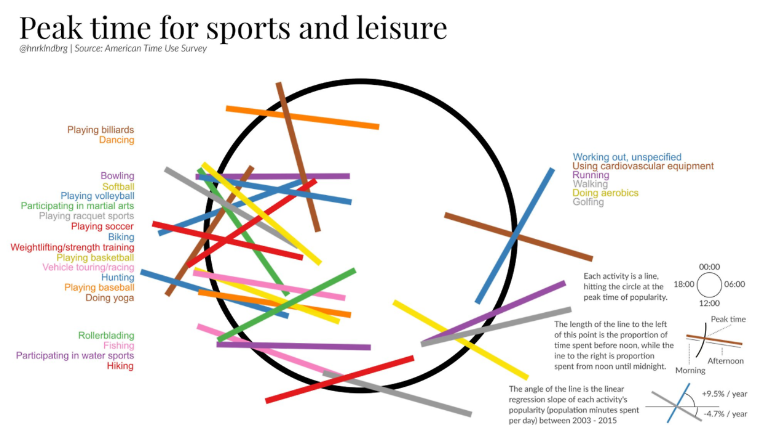 Peak time for sports and leisure
@hnrklndbrg | Source: American Time Use Survey
Playing billiards
Dancing
Bowling
Softball
Playing volleyball
Participating in martial arts
Playing racquet sports
Playing soccer
Biking
Weightlifting/strength training
Playing basketball
Vehicle touring/racing
Hunting
Playing baseball
Doing yoga
Rollerblading
Fishing
Participating in water sports
Hiking
Working out, unspecified
Using cardiovascular equipment
Running
Walking
Doing aerobics
Golfing
Each activity is a line,
hitting the circle at the
peak time of popularity.
00:00
18:00
06:00
12:00
The length of the line to the left
of this point is the proportion of
time spent before noon, while the
ine to the right is proportion
spent from noon until midnight.
Peak time
Afternoon
Morning
The angle of the line is the linear
regression slope of each activity's
popularity (population minutes spent
per day) between 2003 - 2015
+9.5% / year
-4.7% / year